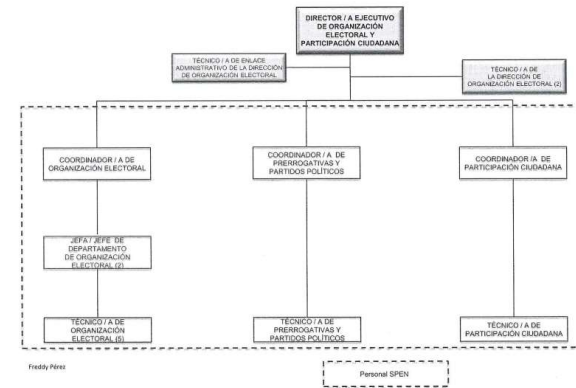 DIRECTOR / A EJECUTIVO
DE ORGANIZACIÓN
ELECTORAL Y
PARTICIPACIÓN CIUDADANA
TÉCNICO / A DE ENLACE
ADMINISTRATIVO DE LA DIRECCIÓN
DE ORGANIZACIÓN ELECTORAL
TÉCNICO / A DE
LA DIRECCIÓN DE
ORGANIZACIÓN ELECTORAL (2)
COORDINADOR / A DE
ORGANIZACIÓN ELECTORAL
COORDINADOR / A DE
PRERROGATIVAS Y
PARTIDOS POLÍTICOS
COORDINADOR /A DE
PARTICIPACIÓN CIUDADANA
JEFA / JEFE DE
DEPARTAMENTO
DE ORGANIZACIÓN
ELECTORAL (2)
TÉCNICO / A DE
ORGANIZACIÓN
ELECTORAL (5)
TÉCNICO / A DE
PRERROGATIVAS Y
PARTIDOS POLÍTICOS
TÉCNICO / A DE
PARTICIPACIÓN CIUDADANA
Freddy Pérez
Personal SPEN